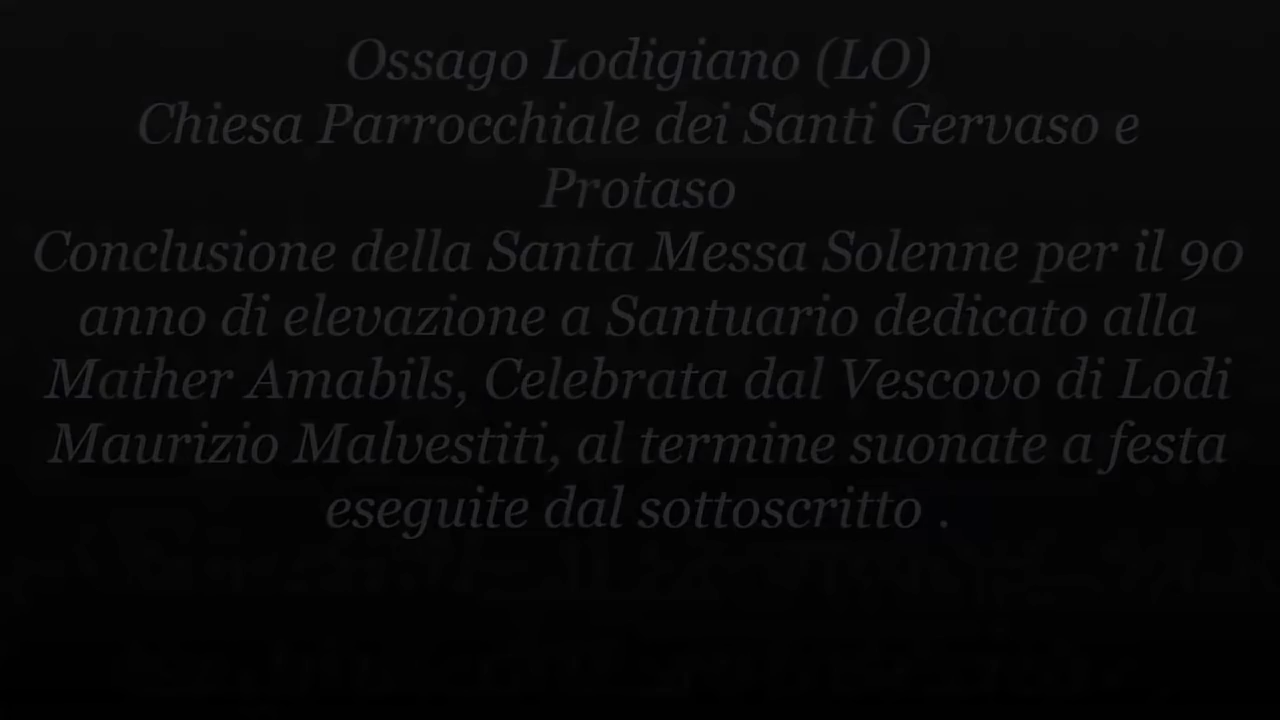 Ossago Lodigiano (LO)
Chiesa Parrocchiale dei Santi Gervaso e
Protaso
Conclusione della Santa Messa Solenne per il 90
anno di elevazione a Santuario dedicato alla
Mather Amabils, Celebrata dal Vescovo di Lodi
Maurizio Malvestiti, al termine suonate a festa
eseguite dal sottoscritto .